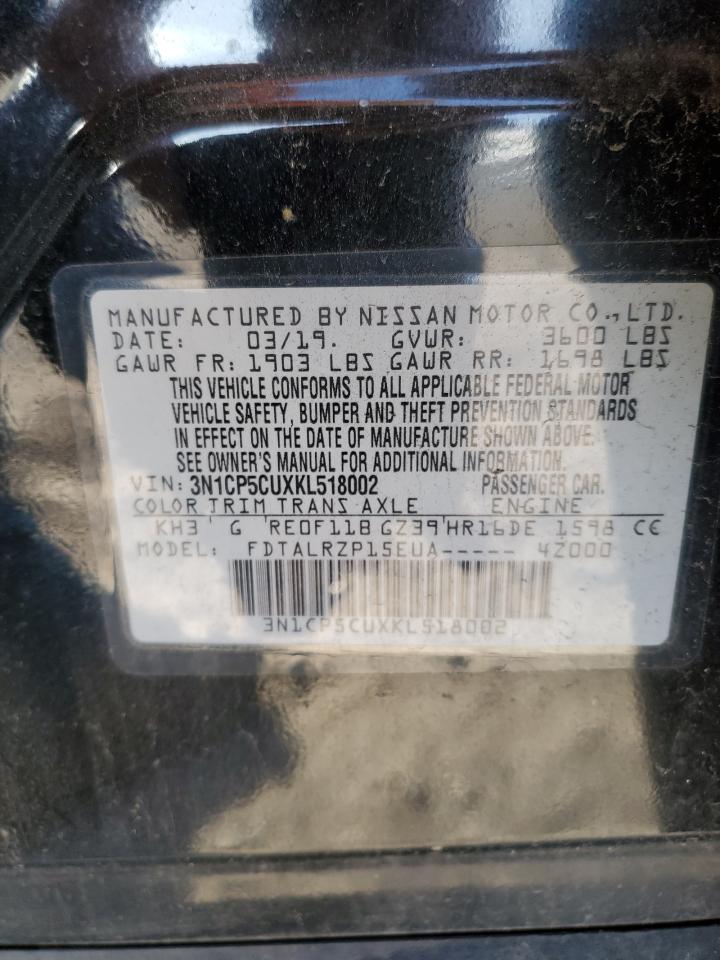 MANUFACTURED BY NISSAN MOTOR CO.,LTD.
DATE: 03/19. GVWR: 3600 LBS
GAWR FR: 1903 LBS GAWR RR: 1698 LBS
THIS VEHICLE CONFORMS TO ALL APPLICABLE FEDERAL MOTOR
VEHICLE SAFETY, BUMPER AND THEFT PREVENTION STANDARDS
IN EFFECT ON THE DATE OF MANUFACTURE SHOWN ABOVE.
SEE OWNER'S MANUAL FOR ADDITIONAL INFORMATION.
VIN: 3N1CP5CUXKL518002 PASSENGER CAR.
COLOR TRIM TRANS AXLE ENGINE
KH3 G RE0F11B GZ39 HR16DE 1598 CC
MODEL: FDTALRZP15EUA----- 4Z000
3N1CP5CUXKL518002